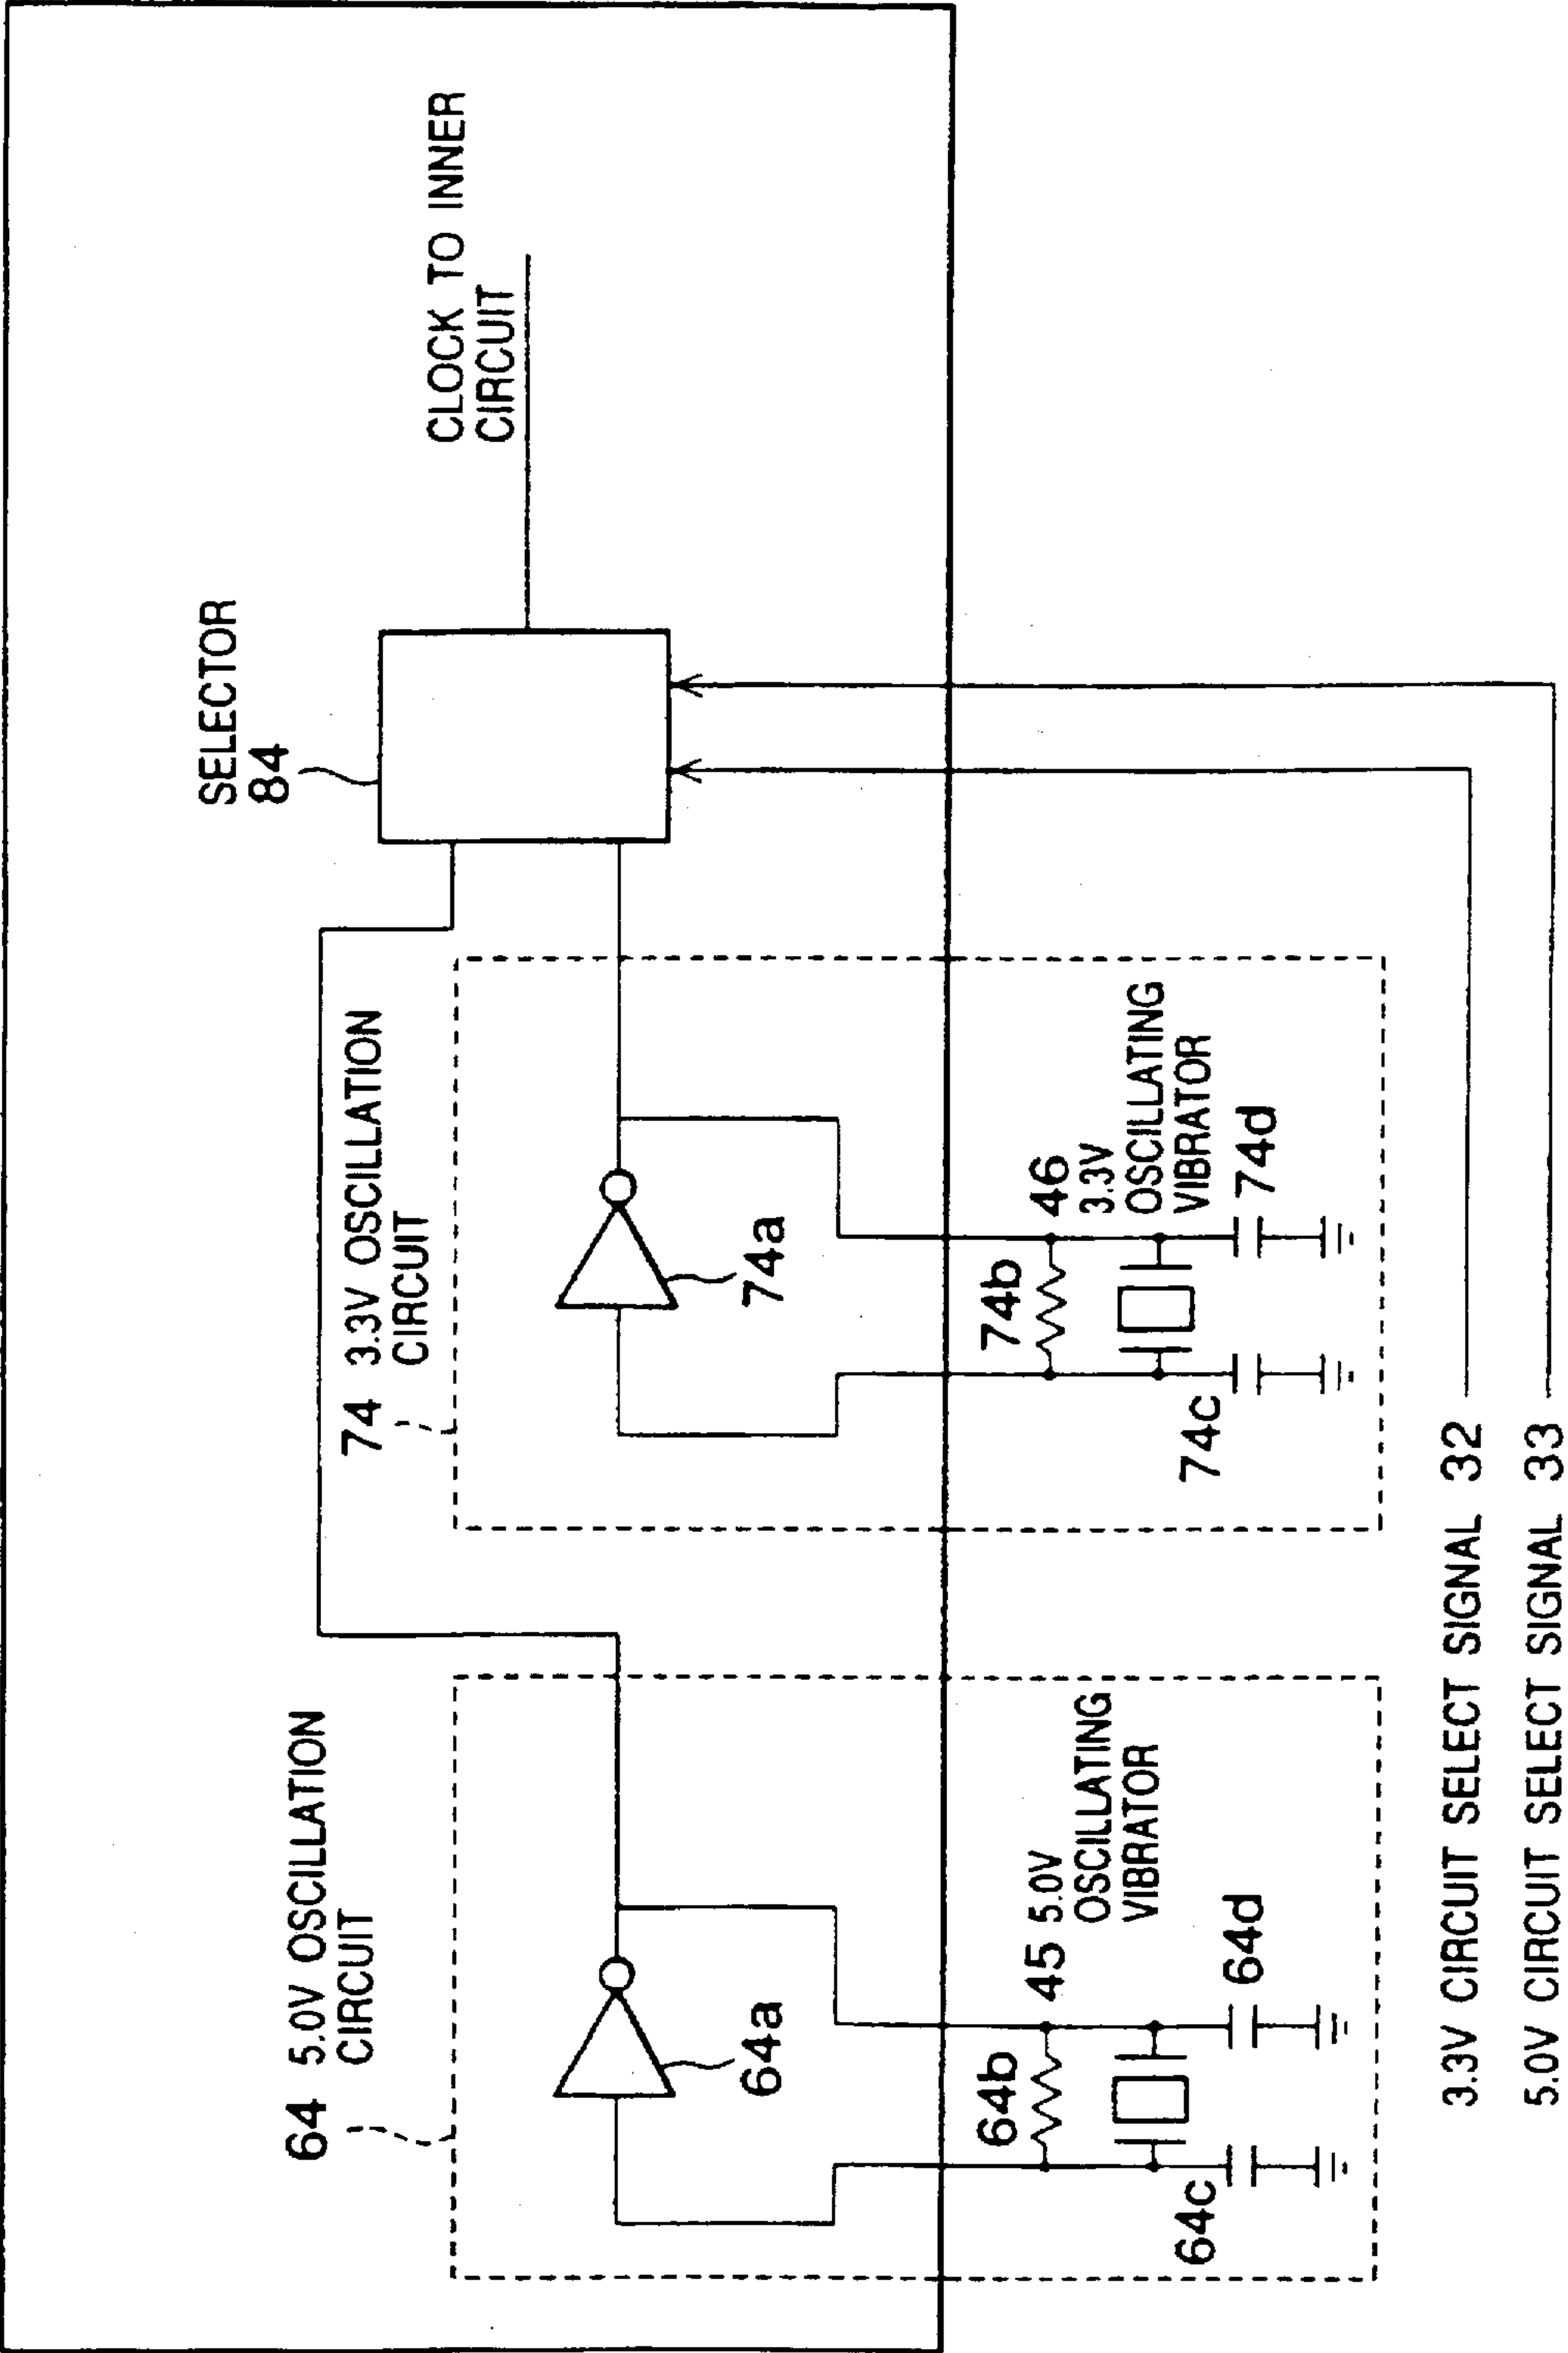 SELECTOR
84
CLOCK TO INNER
CIRCUIT
64 5.0V OSCILLATION
CIRCUIT
74 3.3V OSCILLATION
CIRCUIT
64a
74a
64b
45 5.0V
OSCILLATING
VIBRATOR
64c
64d
74b
46
3.3V
OSCILLATING
VIBRATOR
74c
74d
3.3V CIRCUIT SELECT SIGNAL 32
5.0V CIRCUIT SELECT SIGNAL 33